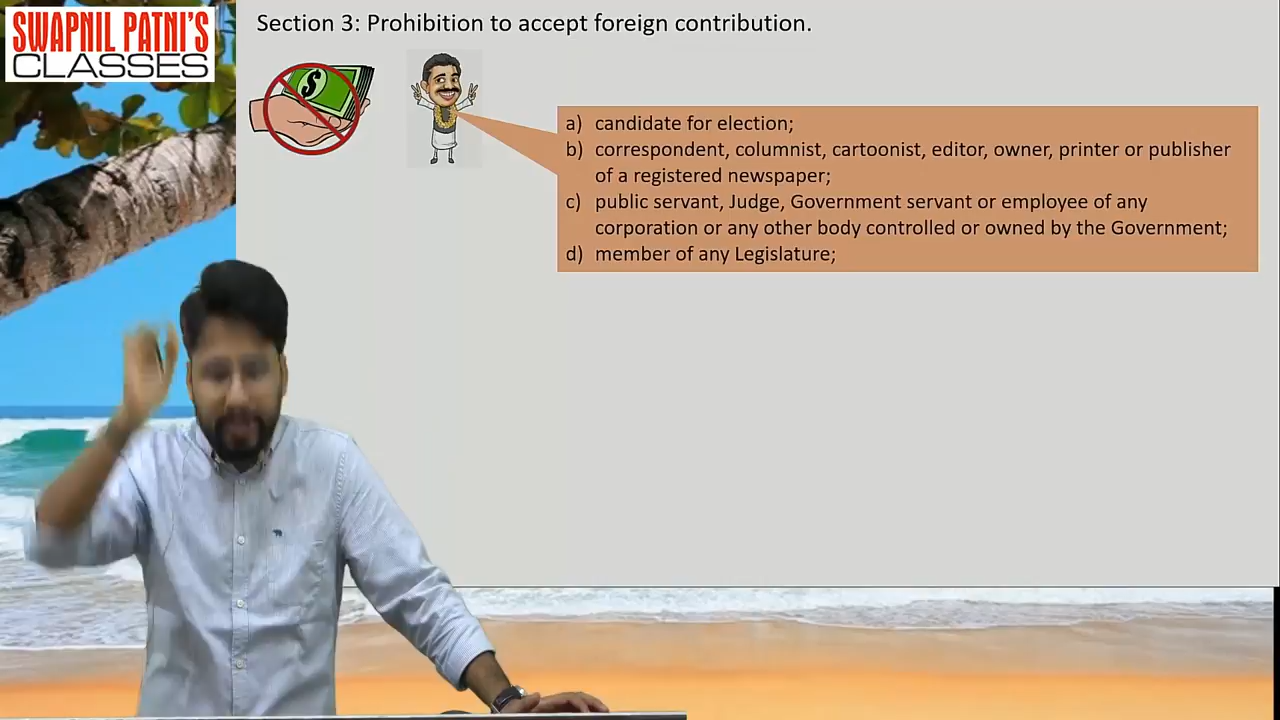 SWAPNIL PATNI'S
CLASSES
Section 3: Prohibition to accept foreign contribution.
$
a) candidate for election;
b) correspondent, columnist, cartoonist, editor, owner, printer or publisher
of a registered newspaper;
c) public servant, Judge, Government servant or employee of any
corporation or any other body controlled or owned by the Government;
d) member of any Legislature;